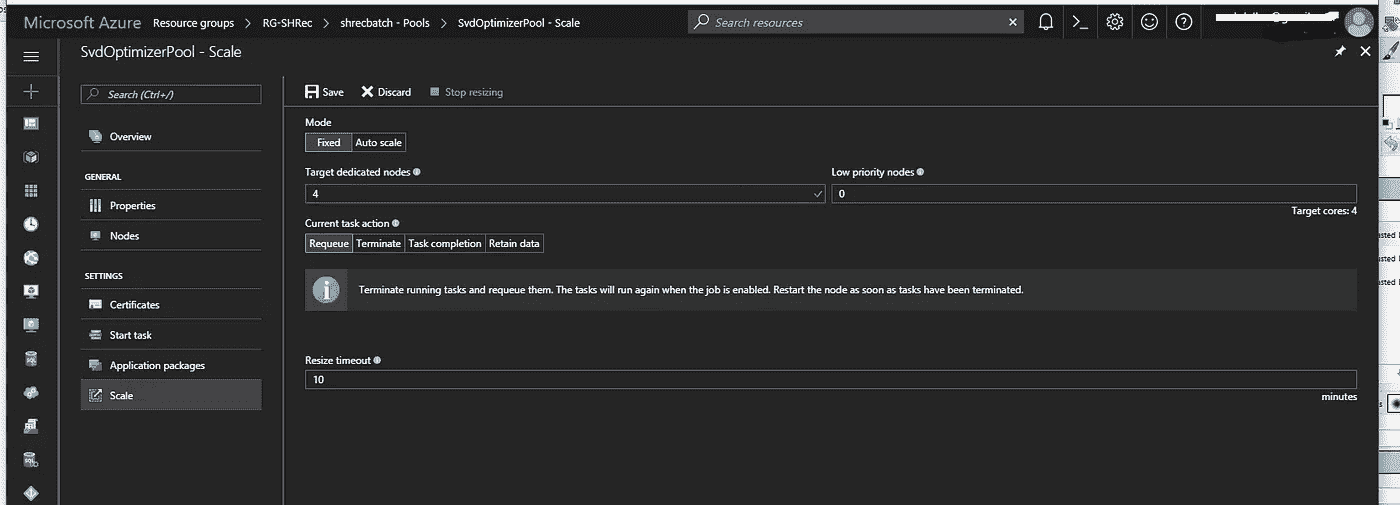 Microsoft Azure Resource groups > RG-SHRec > shrecbatch - Pools > SvdOptimizerPool - Scale Search resources
SvdOptimizerPool - Scale
Search (Ctrl+/)
Save Discard Stop resizing
Overview
Mode
Fixed Auto scale
GENERAL
Target dedicated nodes Low priority nodes
4 0
Properties
Target cores: 4
Current task action
Nodes
Requeue Terminate Task completion Retain data
SETTINGS
Terminate running tasks and requeue them. The tasks will run again when the job is enabled. Restart the node as soon as tasks have been terminated.
Certificates
Start task
Application packages
Resize timeout
10
Scale
minutes